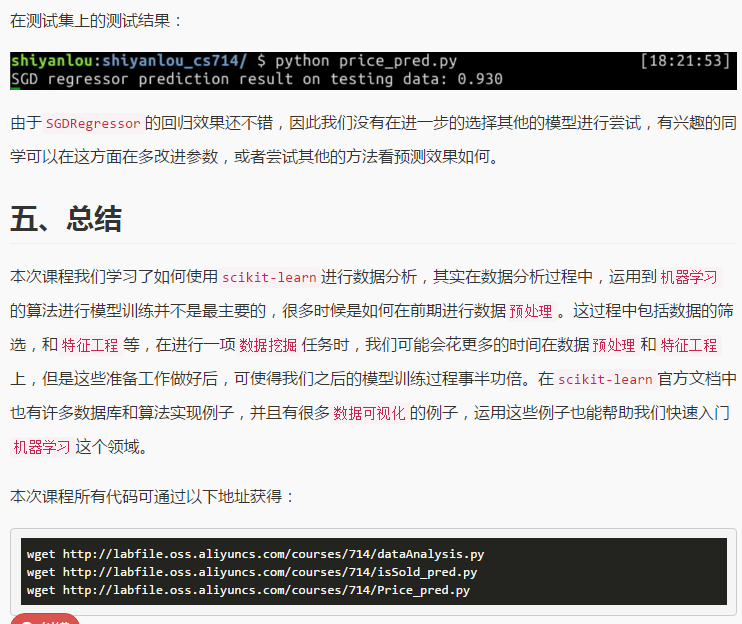 在测试集上的测试结果：
shiyanlou:shiyanlou_cs714/ $ python price_pred.py [18:21:53]
SGD regressor prediction result on testing data: 0.930
由于 SGDRegressor 的回归效果还不错，因此我们没有在进一步的选择其他的模型进行尝试，有兴趣的同
学可以在这方面在多改进参数，或者尝试其他的方法看预测效果如何。
五、总结
本次课程我们学习了如何使用 scikit-learn 进行数据分析，其实在数据分析过程中，运用到 机器学习
的算法进行模型训练并不是最主要的，很多时候是如何在前期进行数据 预处理 。这过程中包括数据的筛
选，和 特征工程 等，在进行一项 数据挖掘 任务时，我们可能会花更多的时间在数据 预处理 和 特征工程
上，但是这些准备工作做好后，可使得我们之后的模型训练过程事半功倍。在 scikit-learn 官方文档中
也有许多数据库和算法实现例子，并且有很多 数据可视化 的例子，运用这些例子也能帮助我们快速入门
机器学习 这个领域。
本次课程所有代码可通过以下地址获得：
wget http://labfile.oss.aliyuncs.com/courses/714/dataAnalysis.py
wget http://labfile.oss.aliyuncs.com/courses/714/isSold_pred.py
wget http://labfile.oss.aliyuncs.com/courses/714/Price_pred.py